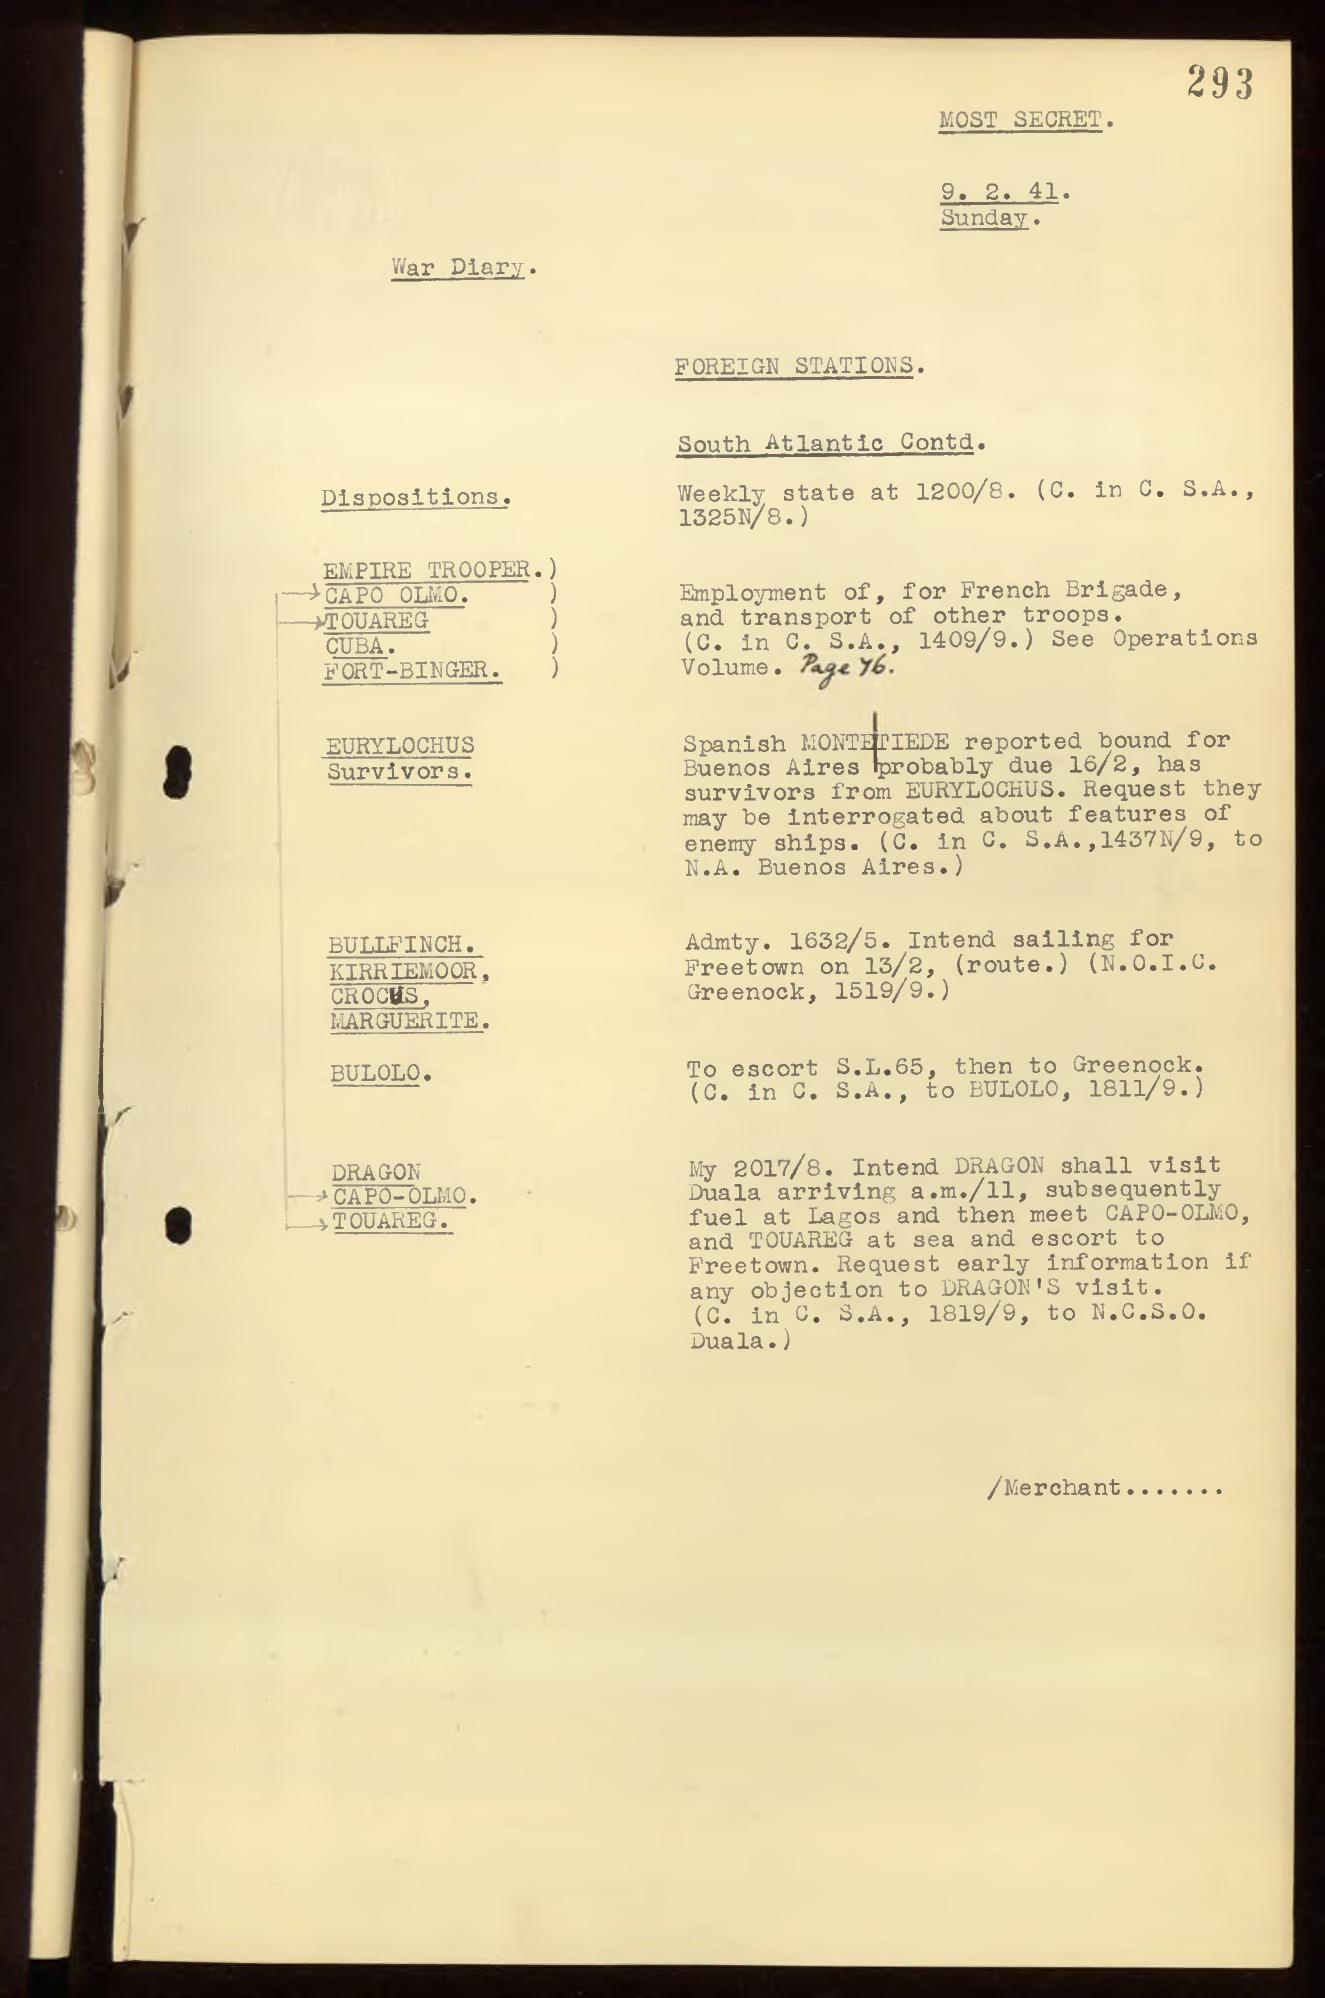 293
MOST SECRET.
9. 2. 41.
Sunday.
War Diary.
FOREIGN STATIONS.
South Atlantic Contd.
Dispositions.
Weekly state at 1200/8. (C. in C. S.A.,
1325N/8.)
EMPIRE TROOPER.)
CAPO OLMO. )
TOUAREG )
CUBA. )
FORT-BINGER. )
Employment of, for French Brigade,
and transport of other troops.
(C. in C. S.A., 1409/9.) See Operations
Volume. Page 76.
EURYLOCHUS
Survivors.
Spanish MONTETIEDE reported bound for
Buenos Aires probably due 16/2, has
survivors from EURYLOCHUS. Request they
may be interrogated about features of
enemy ships. (C. in C. S.A.,1437N/9, to
N.A. Buenos Aires.)
BULLFINCH.
KIRRIEMOOR,
CROCUS,
MARGUERITE.
Admty. 1632/5. Intend sailing for
Freetown on 13/2, (route.) (N.O.I.C.
Greenock, 1519/9.)
BULOLO.
To escort S.L.65, then to Greenock.
(C. in C. S.A., to BULOLO, 1811/9.)
DRAGON
CAPO-OLMO.
TOUAREG.
My 2017/8. Intend DRAGON shall visit
Duala arriving a.m./11, subsequently
fuel at Lagos and then meet CAPO-OLMO,
and TOUAREG at sea and escort to
Freetown. Request early information if
any objection to DRAGON'S visit.
(C. in C. S.A., 1819/9, to N.C.S.O.
Duala.)
/Merchant.......